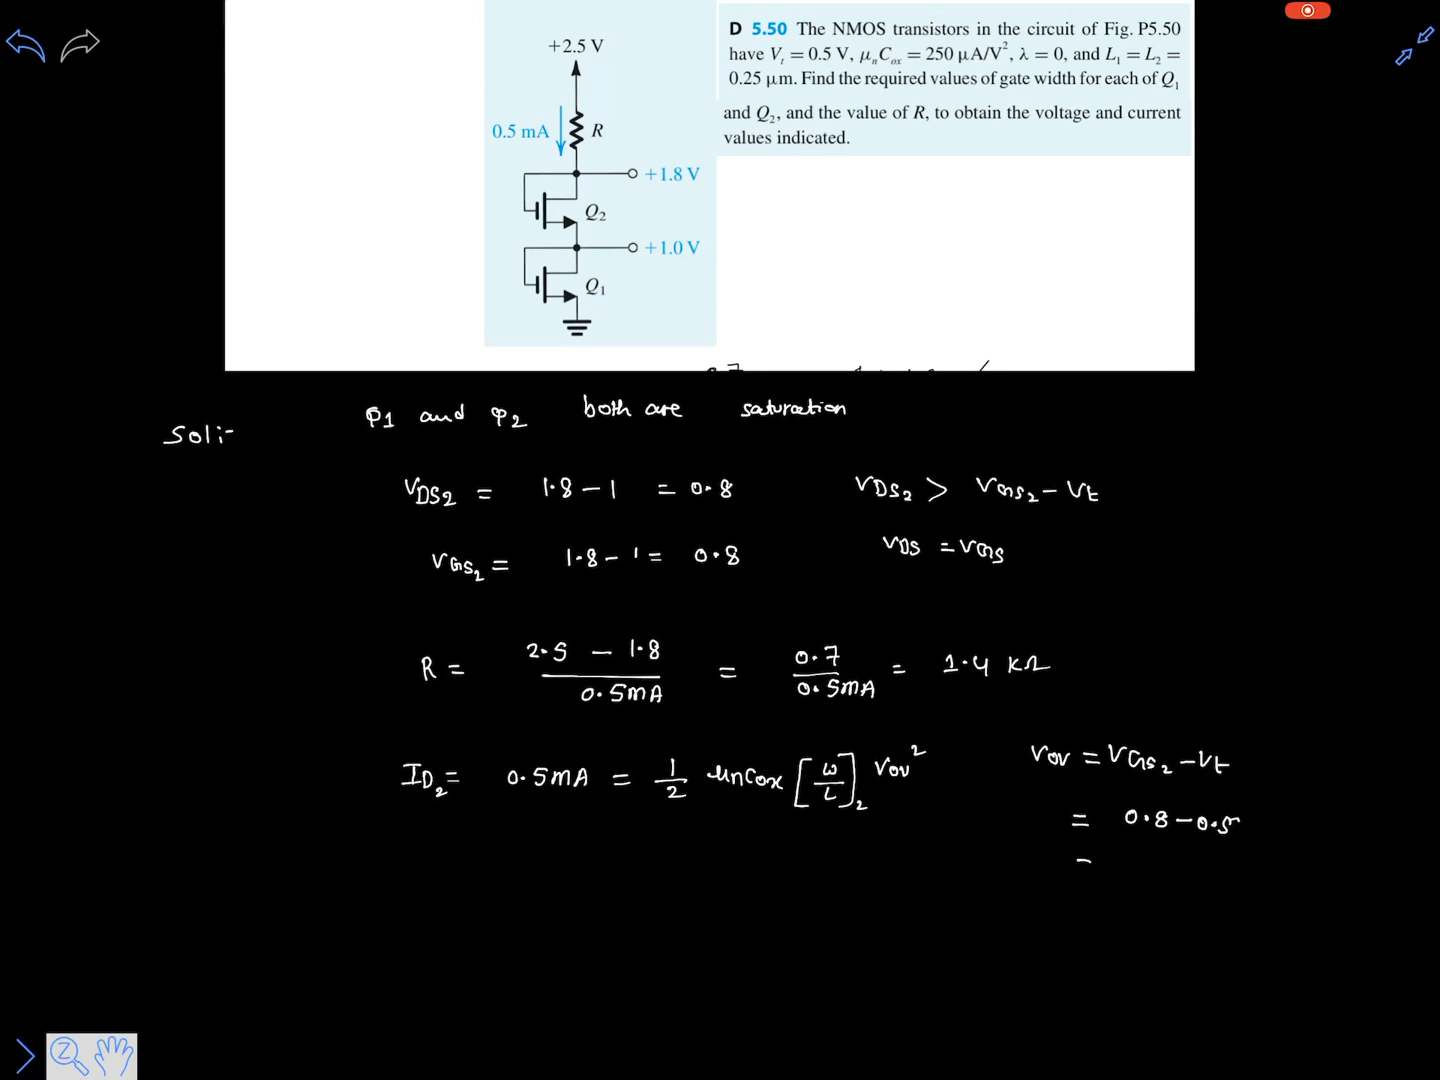 +2.5 V
0.5 mA
R
+1.8 V
Q₂
+1.0 V
Q₁
D 5.50 The NMOS transistors in the circuit of Fig. P5.50
have Vₜ = 0.5 V, μₙCₒₓ = 250 μA/V², λ = 0, and L₁ = L₂ =
0.25 μm. Find the required values of gate width for each of Q₁
and Q₂, and the value of R, to obtain the voltage and current
values indicated.
Sol:-
Q1 and Q2 both are saturation
VDS2 = 1.8 - 1 = 0.8
VDS2 > VGS2 - Vt
VGS2 = 1.8 - 1 = 0.8
VDS = VGS
R = 2.5 - 1.8 / 0.5mA = 0.7 / 0.5mA = 1.4 KΩ
ID2 = 0.5mA = 1/2 μnCox [W/L]2 Vov²
Vov = VGS2 - Vt
= 0.8 - 0.5
=
Z